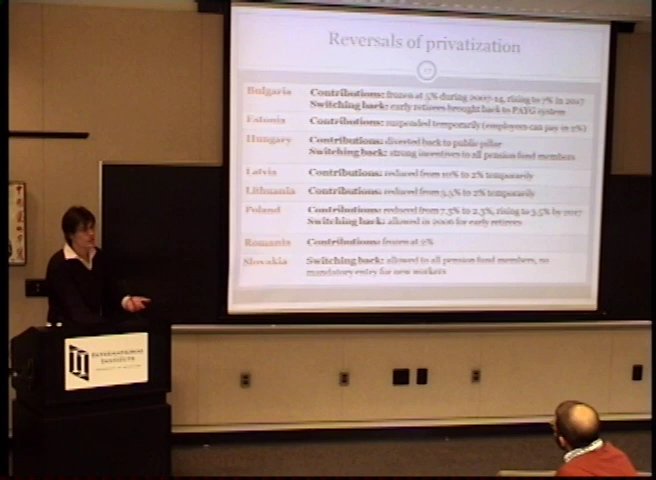 Reversals of privatization
17
Bulgaria Contributions: frozen at 5% during 2007-14, rising to 7% in 2017
Switching back: early retirees brought back to PAYG system
Estonia Contributions: suspended temporarily (employees can pay in 2%)
Hungary Contributions: diverted back to public pillar
Switching back: strong incentives to all pension fund members
Latvia Contributions: reduced from 10% to 2% temporarily
Lithuania Contributions: reduced from 5.5% to 2% temporarily
Poland Contributions: reduced from 7.3% to 2.3%, rising to 3.5% by 2017
Switching back: allowed in 2006 for early retirees
Romania Contributions: frozen at 2%
Slovakia Switching back: allowed to all pension fund members, no
mandatory entry for new workers
INTERNATIONAL
INSTITUTE